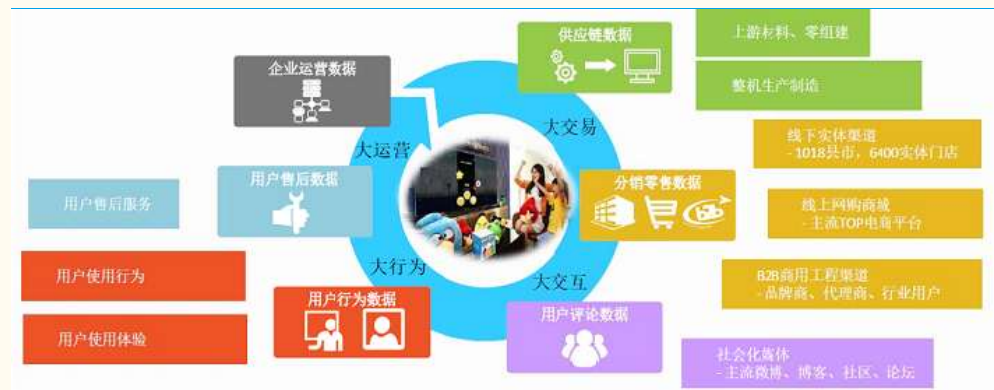 供应链数据
上游材料、零组建
整机生产制造
企业运营数据
大运营
大交易
线下实体渠道
- 1018县市，6400实体门店
用户售后数据
用户售后服务
分销零售数据
b2b
线上网购商城
- 主流TOP电商平台
大行为
大交互
用户使用行为
用户行为数据
B2B商用工程渠道
- 品牌商、代理商、行业用户
用户使用体验
用户评论数据
社会化媒体
- 主流微博、博客、社区、论坛